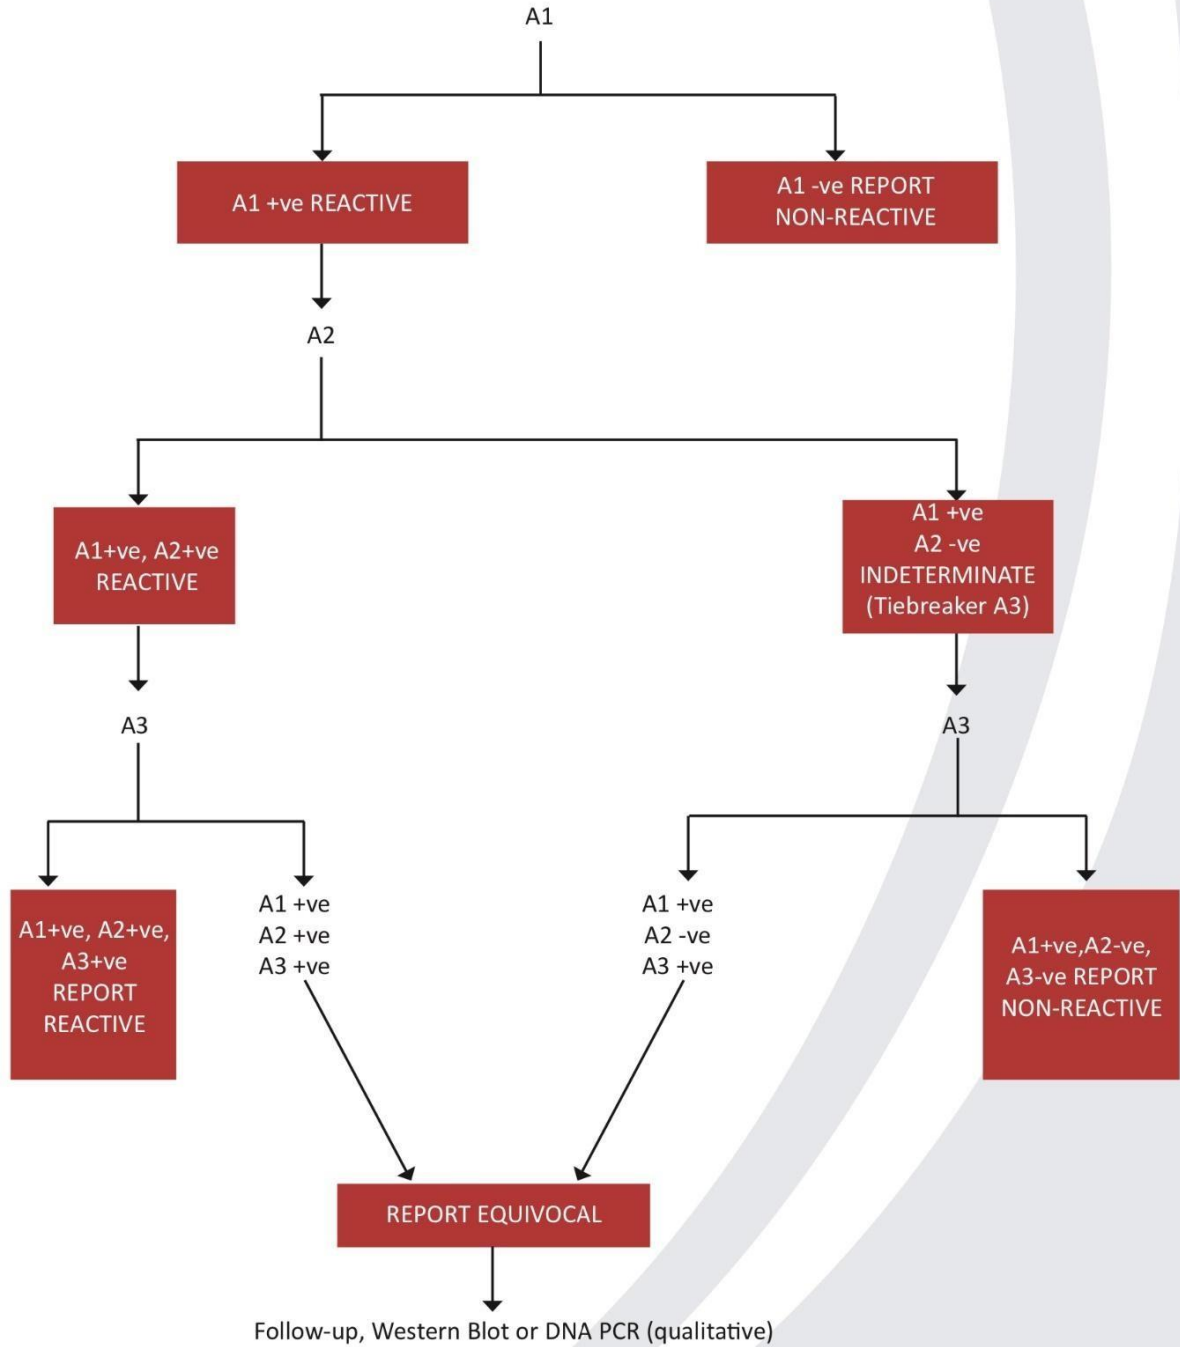 A1
A1 +ve REACTIVE
A1 -ve REPORT
NON-REACTIVE
A2
A1+ve, A2+ve
REACTIVE
A1 +ve
A2 -ve
INDETERMINATE
(Tiebreaker A3)
A3
A3
A1+ve, A2+ve,
A3+ve
REPORT
REACTIVE
A1 +ve
A2 +ve
A3 +ve
A1 +ve
A2 -ve
A3 +ve
A1+ve,A2-ve,
A3-ve REPORT
NON-REACTIVE
REPORT EQUIVOCAL
Follow-up, Western Blot or DNA PCR (qualitative)